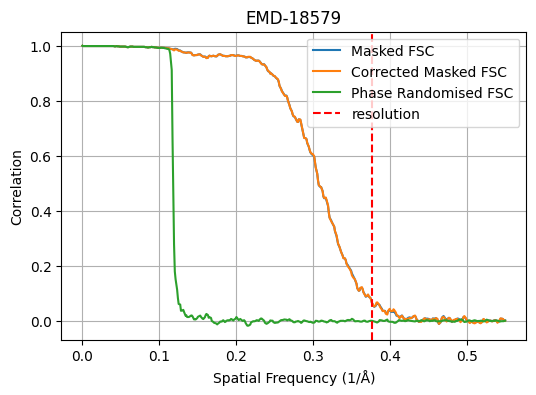 EMD-18579
Masked FSC
Corrected Masked FSC
Phase Randomised FSC
resolution
1.0
0.8
0.6
0.4
0.2
0.0
Correlation
0.0 0.1 0.2 0.3 0.4 0.5
Spatial Frequency (1/Å)